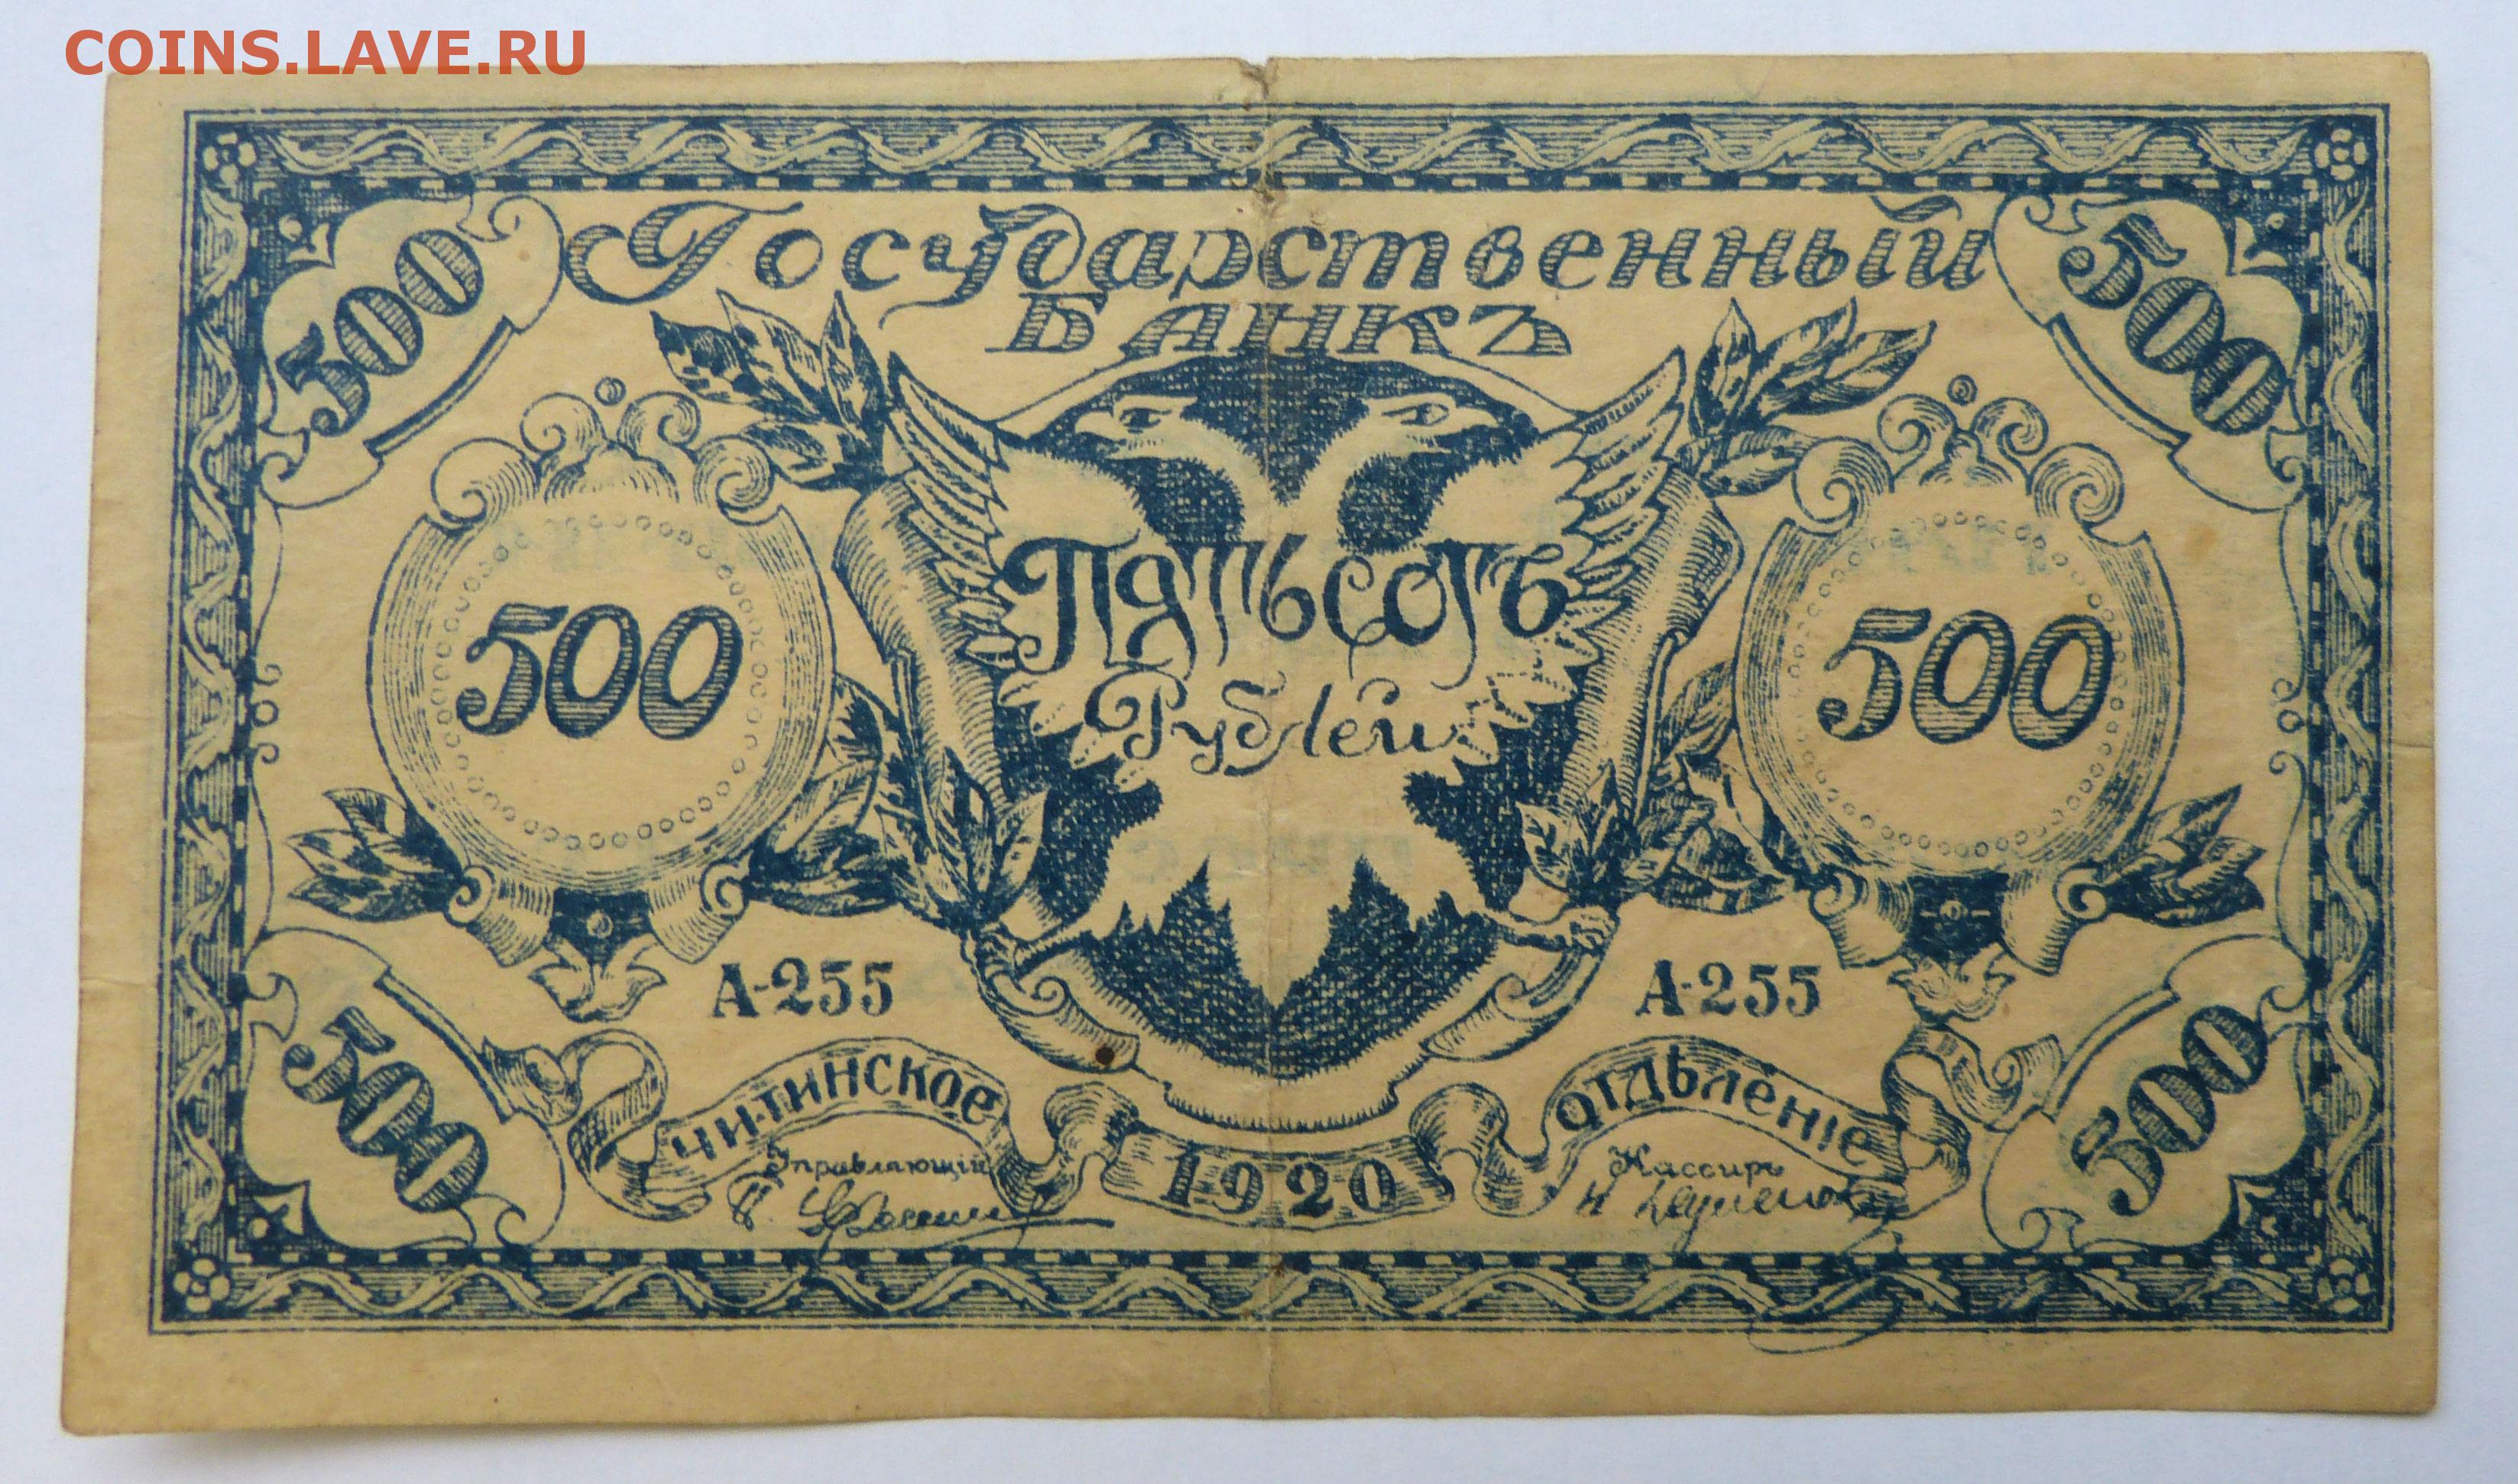 COINS.LAVE.RU
Государственный
Банкъ
500 500
Пятьсотъ
500 500
Рублей
А-255 А-255
ЧИТИНСКОЕ ОТДѢЛЕНІЕ
Управляющій Кассиръ
1920
500 500